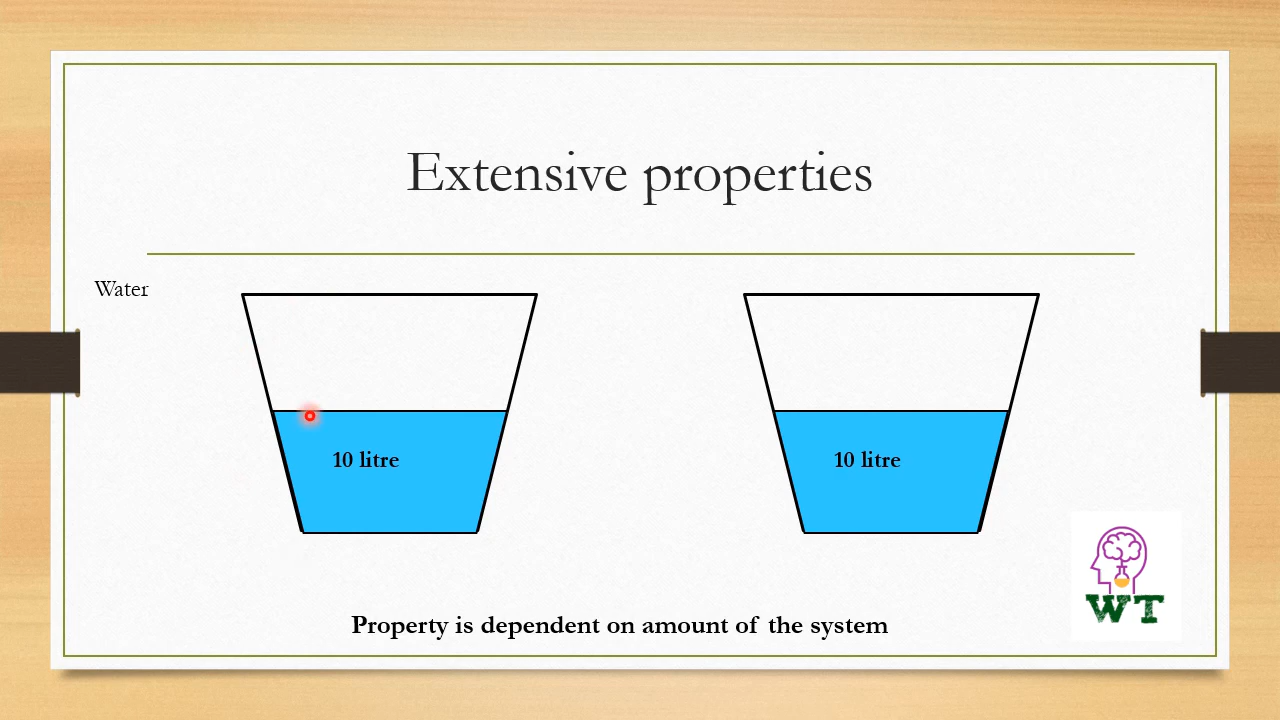 Extensive properties
Water
10 litre
10 litre
WT
Property is dependent on amount of the system